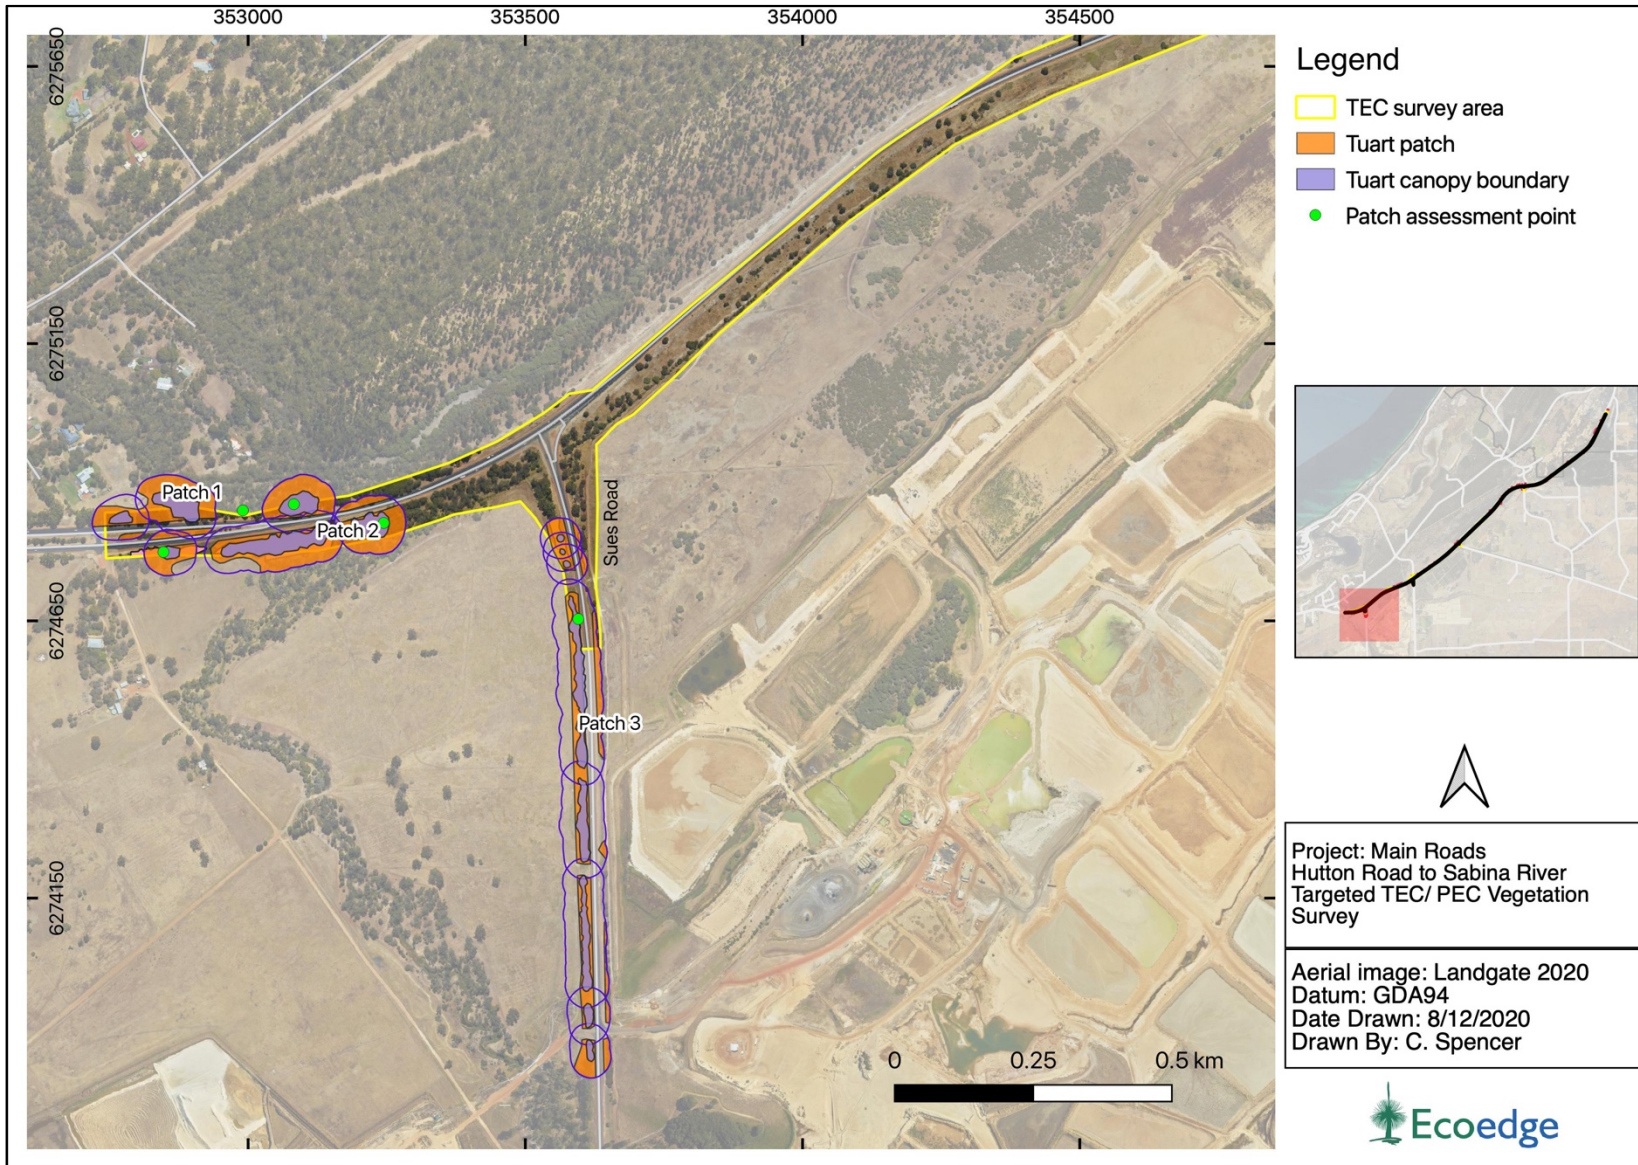 353000
353500
354000
354500
6275650
6275150
6274650
6274150
Patch 1
Patch 2
Sues Road
Patch 3
0
0.25
0.5 km
Legend
TEC survey area
Tuart patch
Tuart canopy boundary
Patch assessment point
Project: Main Roads
Hutton Road to Sabina River
Targeted TEC/ PEC Vegetation
Survey
Aerial image: Landgate 2020
Datum: GDA94
Date Drawn: 8/12/2020
Drawn By: C. Spencer
Ecoedge